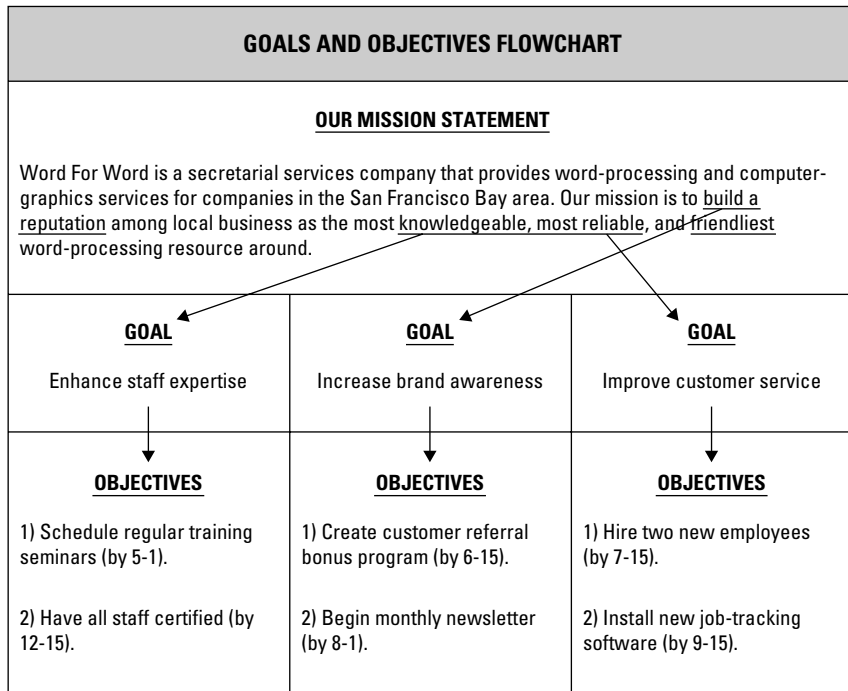 GOALS AND OBJECTIVES FLOWCHART
OUR MISSION STATEMENT
Word For Word is a secretarial services company that provides word-processing and computer-
graphics services for companies in the San Francisco Bay area. Our mission is to build a
reputation among local business as the most knowledgeable, most reliable, and friendliest
word-processing resource around.
GOAL
Enhance staff expertise
GOAL
Increase brand awareness
GOAL
Improve customer service
OBJECTIVES
1) Schedule regular training
seminars (by 5-1).
2) Have all staff certified (by
12-15).
OBJECTIVES
1) Create customer referral
bonus program (by 6-15).
2) Begin monthly newsletter
(by 8-1).
OBJECTIVES
1) Hire two new employees
(by 7-15).
2) Install new job-tracking
software (by 9-15).